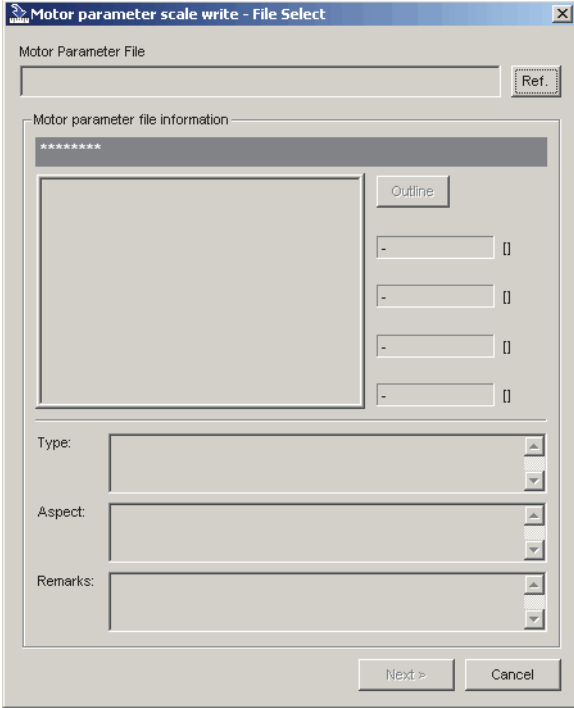 Motor parameter scale write - File Select
Motor Parameter File
Ref.
Motor parameter file information
********
Outline
- []
- []
- []
- []
Type:
Aspect:
Remarks:
Next >
Cancel